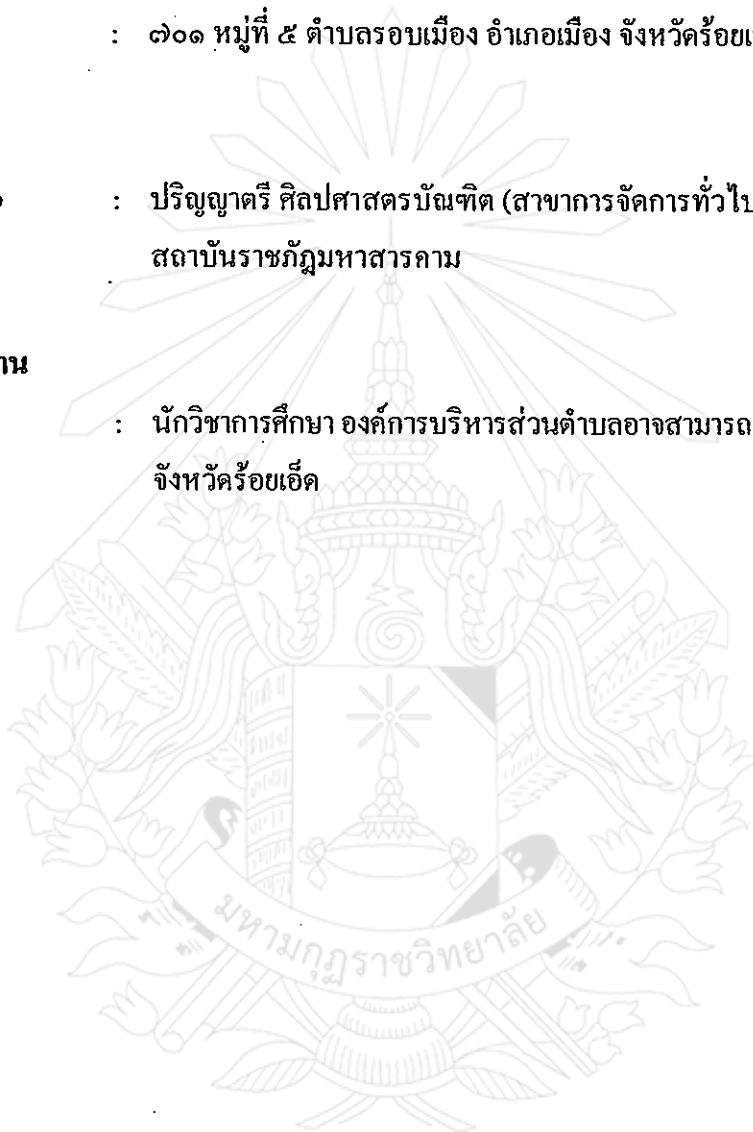 : ๗๐๑ หมู่ที่ ๕ ตำบลรอบเมือง อำเภอเมือง จังหวัดร้อยเ
: ปริญญาตรี ศิลปศาสตรบัณฑิต (สาขาการจัดการทั่วไป
สถาบันราชภัฎมหาสารคาม
าน
: นักวิชาการศึกษา องค์การบริหารส่วนตำบลอาจสามารถ
จังหวัดร้อยเอ็ด
มหามกุฏราชวิทยาลัย